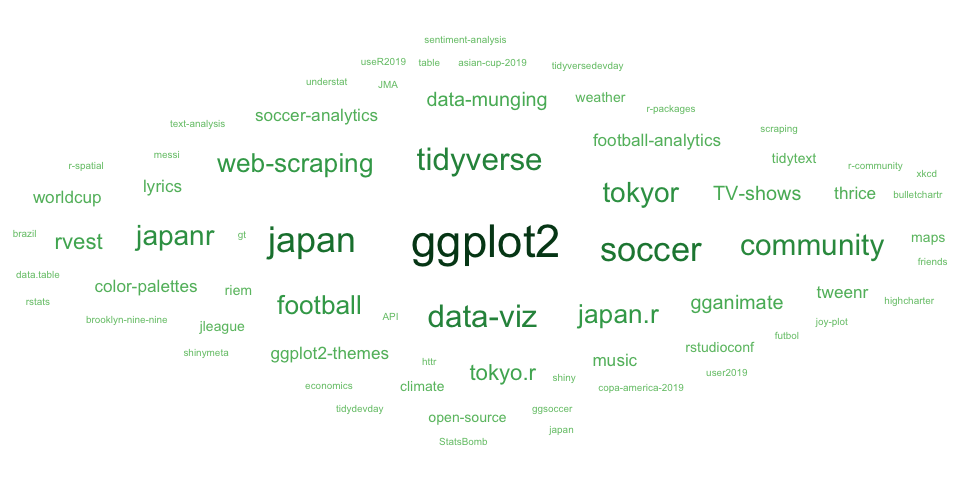 sentiment-analysis
useR2019 table asian-cup-2019 tidyversedevday
understat JMA
data-munging weather
r-packages
text-analysis soccer-analytics
football-analytics scraping
r-spatial messi web-scraping tidyverse tidytext r-community
xkcd
worldcup lyrics tokyor TV-shows thrice bulletchartr
brazil rvest japanr gt japan ggplot2 soccer community maps
friends
data.table
color-palettes riem gganimate tweenr
rstats football highcharter
brooklyn-nine-nine jleague API data-viz japan.r joy-plot
futbol
shinymeta ggplot2-themes httr music rstudioconf
tokyo.r shiny user2019
economics climate copa-america-2019
tidydevday open-source ggsoccer
japan
StatsBomb